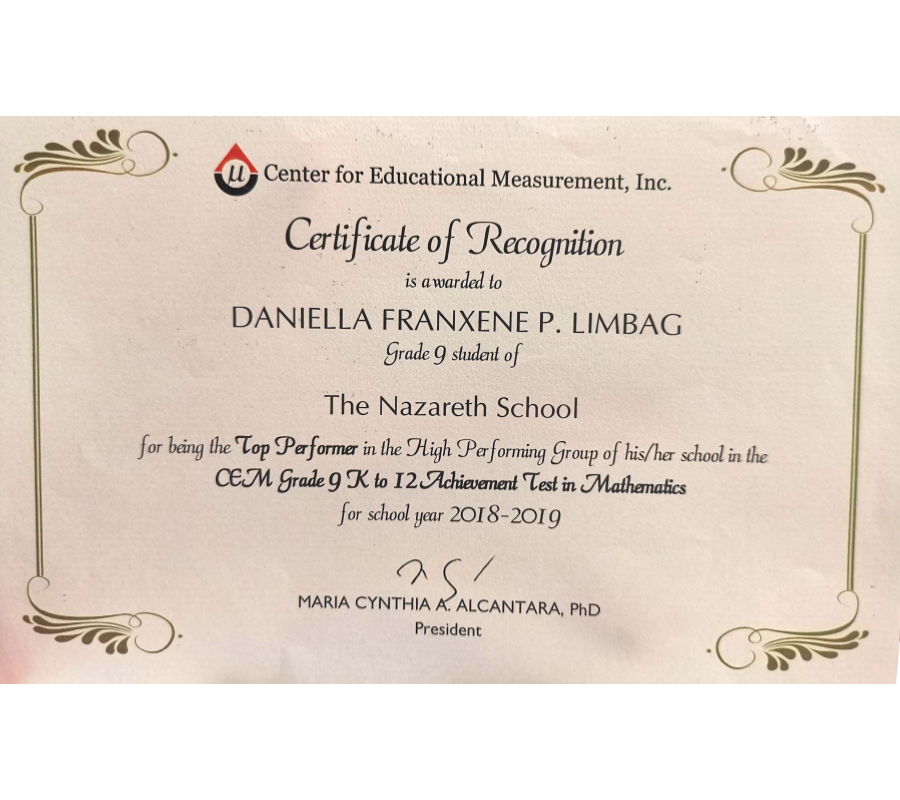 μ Center for Educational Measurement, Inc.
Certificate of Recognition
is awarded to
DANIELLA FRANXENE P. LIMBAG
Grade 9 student of
The Nazareth School
for being the Top Performer in the High Performing Group of his/her school in the
CEM Grade 9 K to 12 Achievement Test in Mathematics
for school year 2018-2019
MARIA CYNTHIA A. ALCANTARA, PhD
President